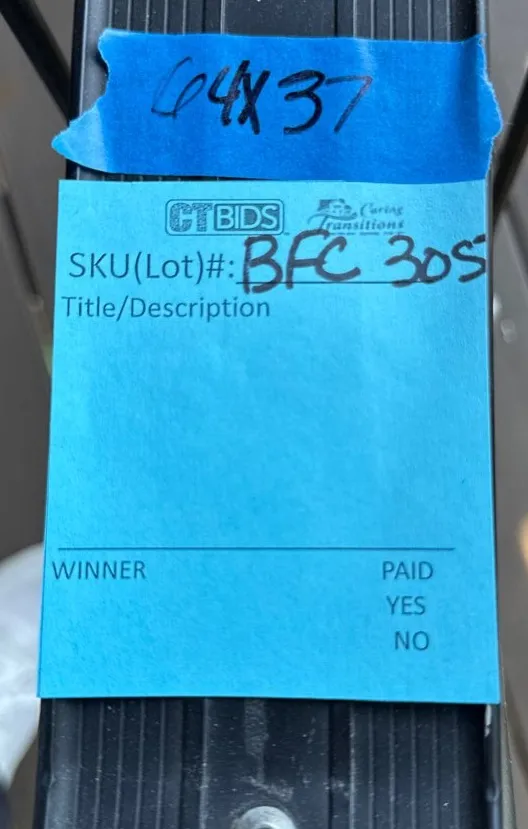 64X37
CTBIDS
Caring
Transitions
SKU(Lot)#: BFC 305
Title/Description
WINNER PAID
YES
NO